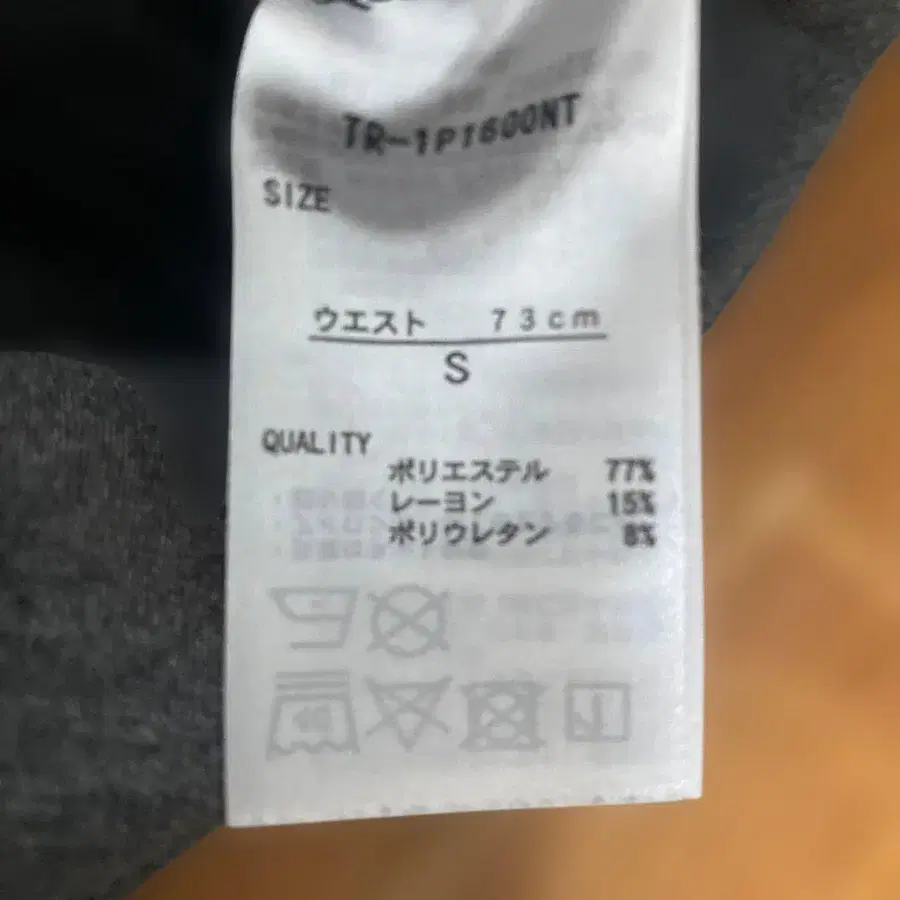 TR-1P1600NT
SIZE
ウエスト 73cm
S
QUALITY
ポリエステル 77%
レーヨン 15%
ポリウレタン 8%
40